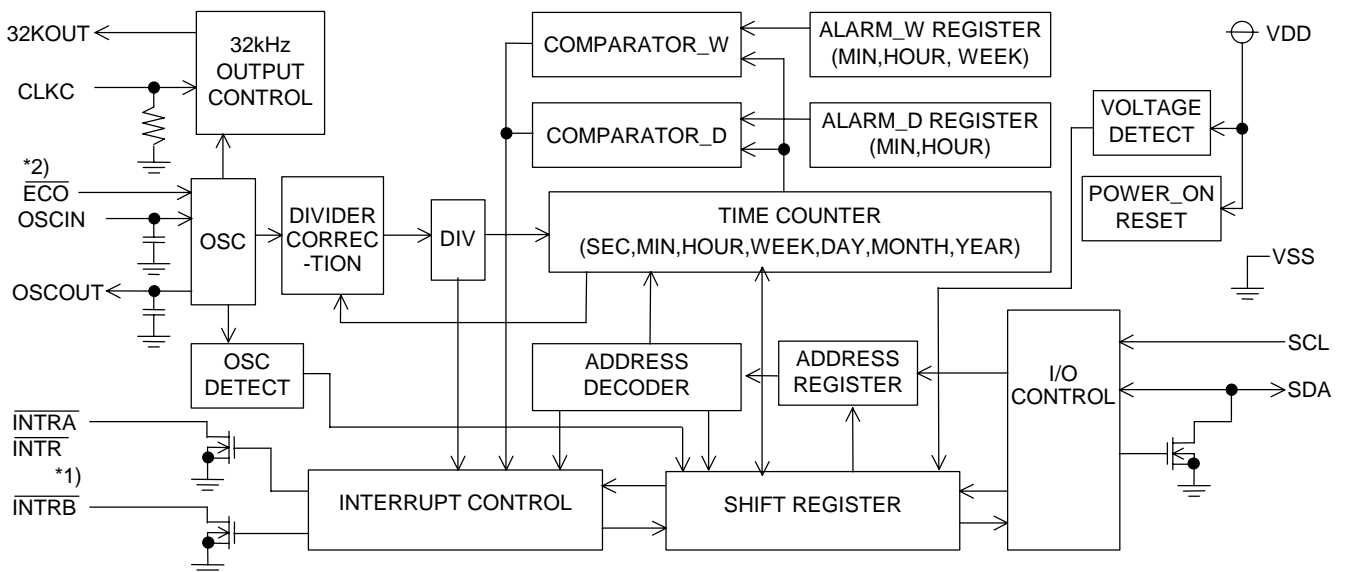 32KOUT
CLKC
*2)
ECO
OSCIN
OSCOUT
INTRA
INTR
*1)
INTRB
32kHz
OUTPUT
CONTROL
OSC
OSC
DETECT
DIVIDER
CORREC
-TION
DIV
COMPARATOR_W
COMPARATOR_D
ALARM_W REGISTER
(MIN,HOUR, WEEK)
ALARM_D REGISTER
(MIN,HOUR)
TIME COUNTER
(SEC,MIN,HOUR,WEEK,DAY,MONTH,YEAR)
ADDRESS
DECODER
ADDRESS
REGISTER
INTERRUPT CONTROL
SHIFT REGISTER
I/O
CONTROL
VOLTAGE
DETECT
POWER_ON
RESET
VDD
VSS
SCL
SDA